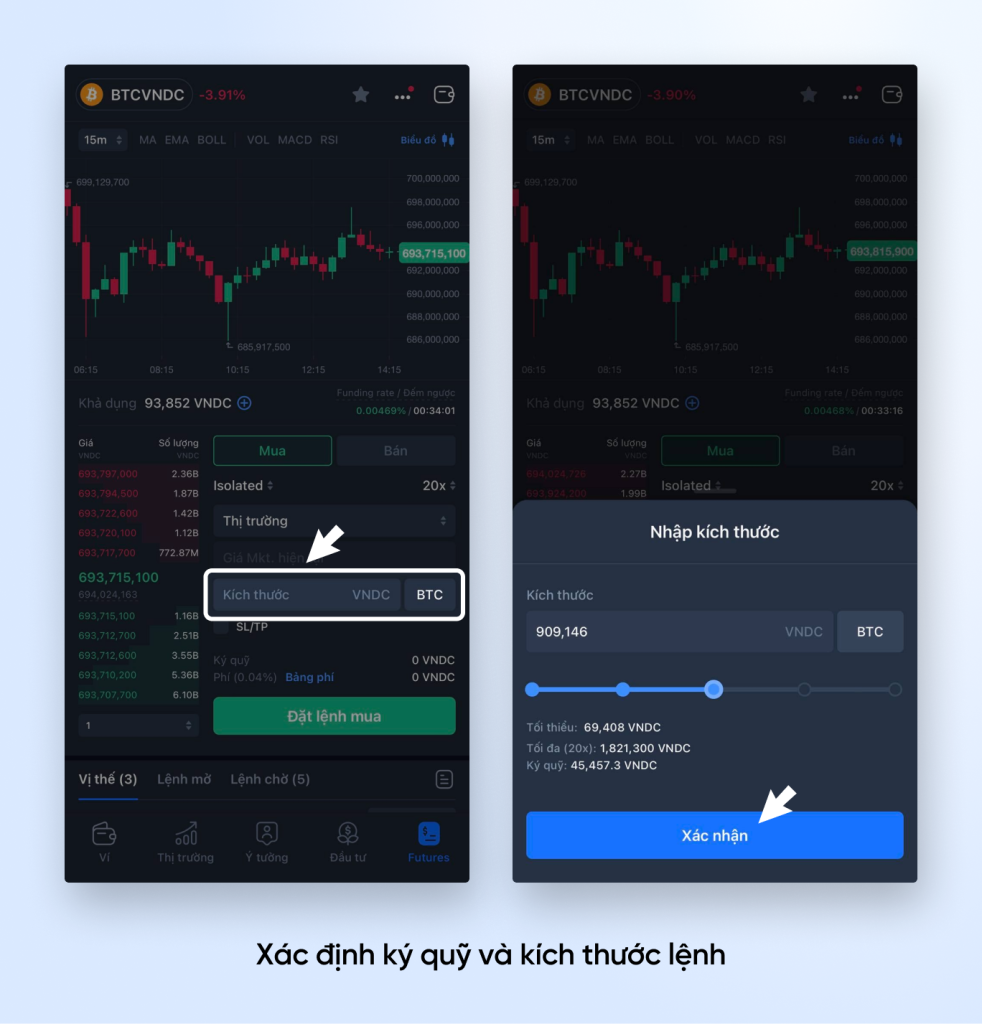 BTCVNDC -3.91%
15m MA EMA BOLL VOL MACD RSI Biểu đồ
699,129,700
700,000,000
698,000,000
696,000,000
693,715,100
692,000,000
690,000,000
688,000,000
686,000,000
685,917,500
06:15 08:15 10:15 12:15 14:15
Khả dụng 93,852 VNDC
Funding rate / Đếm ngược
0.00469% / 00:34:01
Giá Số lượng
VNDC VNDC
693,797,000 2.36B
693,794,500 1.87B
693,722,600 1.42B
693,720,100 1.12B
693,717,700 772.87M
693,715,100
694,024,163
693,715,100 1.16B
693,712,700 2.51B
693,712,600 3.55B
693,710,200 5.36B
693,707,700 6.10B
1
Mua Bán
Isolated 20x
Thị trường
Giá Mkt. hiện
Kích thước VNDC BTC
SL/TP
Ký quỹ 0 VNDC
Phí (0.04%) Bảng phí 0 VNDC
Đặt lệnh mua
Vị thế (3) Lệnh mở Lệnh chờ (5)
Ví Thị trường Ý tưởng Đầu tư Futures
BTCVNDC -3.90%
15m MA EMA BOLL VOL MACD RSI Biểu đồ
699,129,700
700,000,000
698,000,000
696,000,000
693,815,900
692,000,000
690,000,000
688,000,000
686,000,000
685,917,500
06:15 08:15 10:15 12:15 14:15
Khả dụng 93,852 VNDC
Funding rate / Đếm ngược
0.00468% / 00:33:16
Giá Số lượng
VNDC VNDC
694,034,726 2.27B
693,924,200 1.99B
Mua Bán
Isolated 20x
Nhập kích thước
Kích thước
909,146 VNDC BTC
Tối thiểu: 69,408 VNDC
Tối đa (20x): 1,821,300 VNDC
Ký quỹ: 45,457.3 VNDC
Xác nhận
Xác định ký quỹ và kích thước lệnh